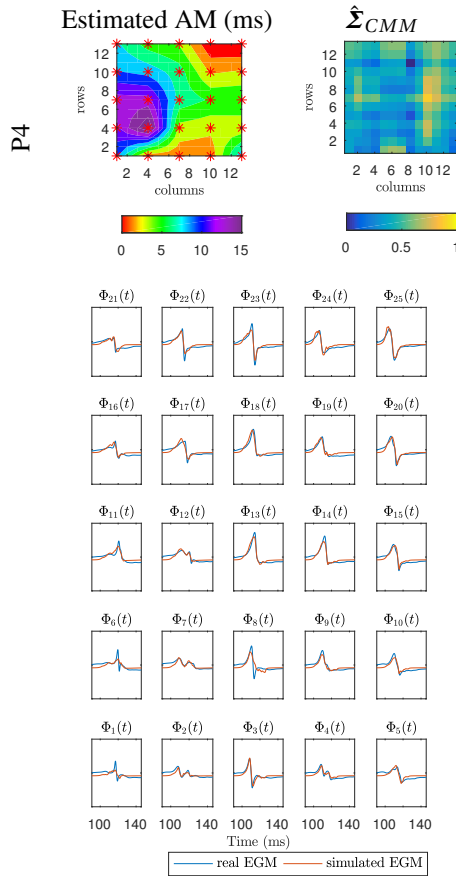 Estimated AM (ms)
Σ̂_CMM
P4
rows
12
10
8
6
4
2
2 4 6 8 10 12
columns
rows
12
10
8
6
4
2
2 4 6 8 10 12
columns
0 5 10 15
0 0.5 1
Φ21(t) Φ22(t) Φ23(t) Φ24(t) Φ25(t)
Φ16(t) Φ17(t) Φ18(t) Φ19(t) Φ20(t)
Φ11(t) Φ12(t) Φ13(t) Φ14(t) Φ15(t)
Φ6(t) Φ7(t) Φ8(t) Φ9(t) Φ10(t)
Φ1(t) Φ2(t) Φ3(t) Φ4(t) Φ5(t)
100 140 100 140 100 140 100 140 100 140
Time (ms)
real EGM simulated EGM